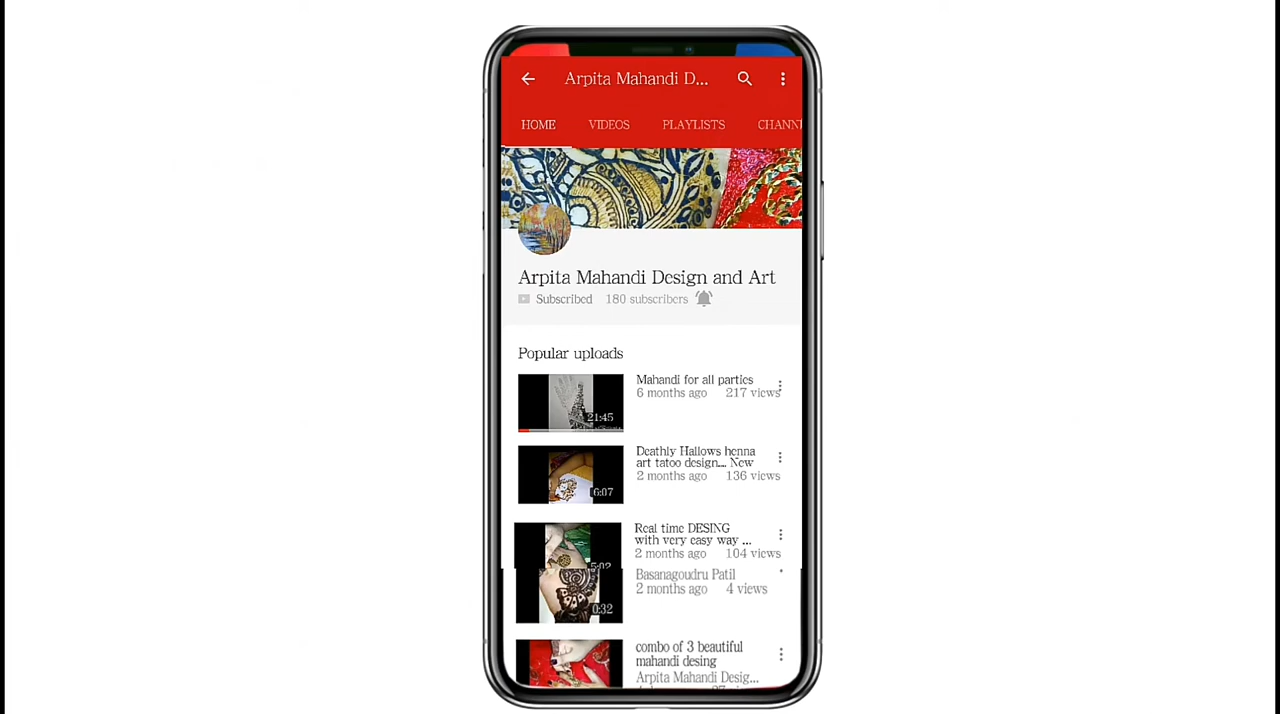 Arpita Mahandi D...
HOME VIDEOS PLAYLISTS CHANN
Arpita Mahandi Design and Art
Subscribed 180 subscribers
Popular uploads
21:45
Mahandi for all parties
6 months ago 217 views
6:07
Deathly Hallows henna
art tatoo design.... New
2 months ago 136 views
5:02
Real time DESING
with very easy way ...
2 months ago 104 views
0:32
Basanagoudru Patil
2 months ago 4 views
combo of 3 beautiful
mahandi desing
Arpita Mahandi Desig...